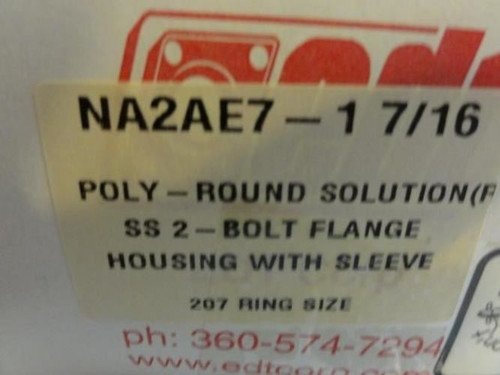 NA2AE7-1 7/16
POLY-ROUND SOLUTION(
SS 2-BOLT FLANGE
HOUSING WITH SLEEVE
207 RING SIZE
ph: 360-574-7294